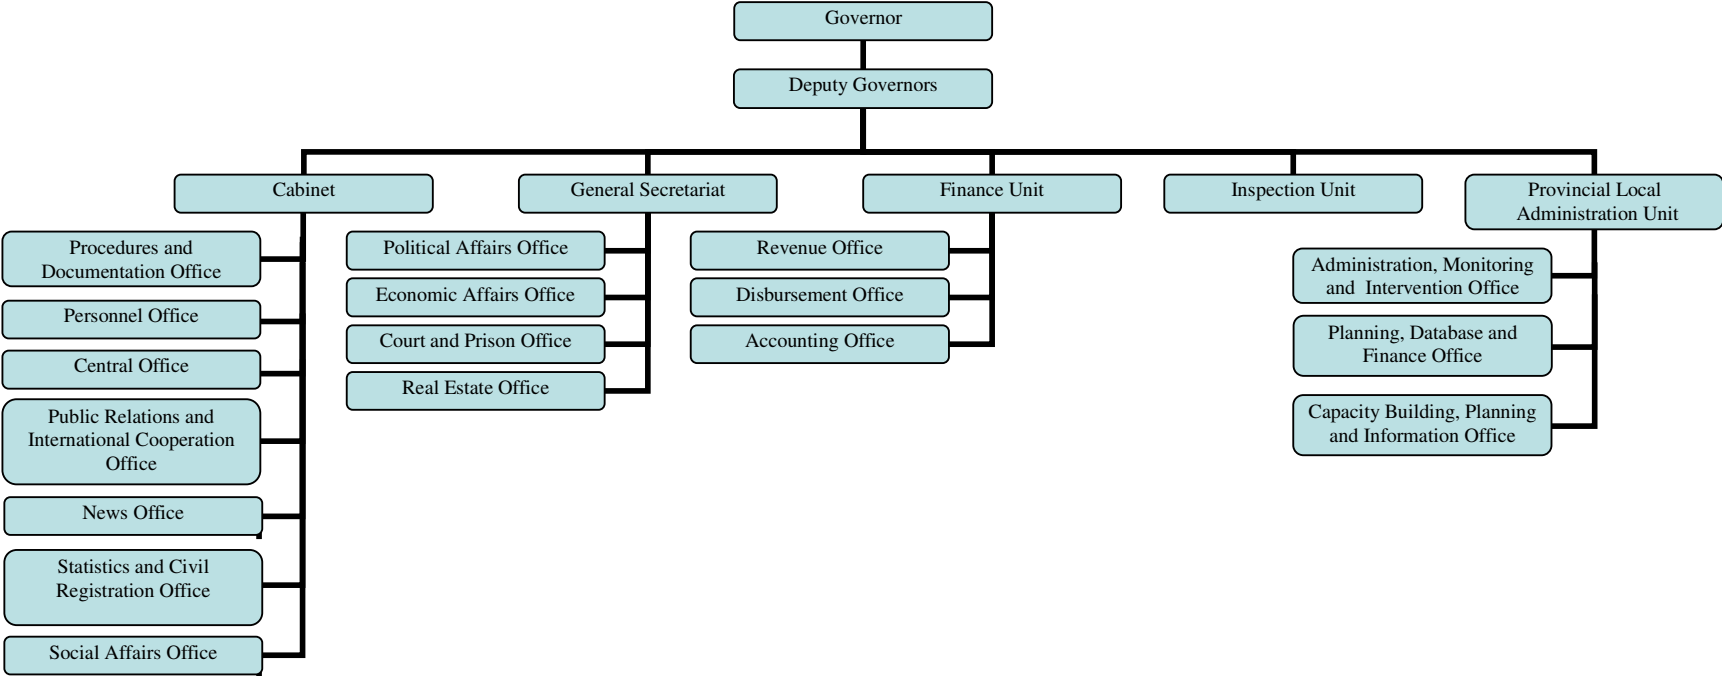 Governor
Deputy Governors
Cabinet
General Secretariat
Finance Unit
Inspection Unit
Provincial Local
Administration Unit
Procedures and
Documentation Office
Personnel Office
Central Office
Public Relations and
International Cooperation
Office
News Office
Statistics and Civil
Registration Office
Social Affairs Office
Political Affairs Office
Economic Affairs Office
Court and Prison Office
Real Estate Office
Revenue Office
Disbursement Office
Accounting Office
Administration, Monitoring
and  Intervention Office
Planning, Database and
Finance Office
Capacity Building, Planning
and Information Office